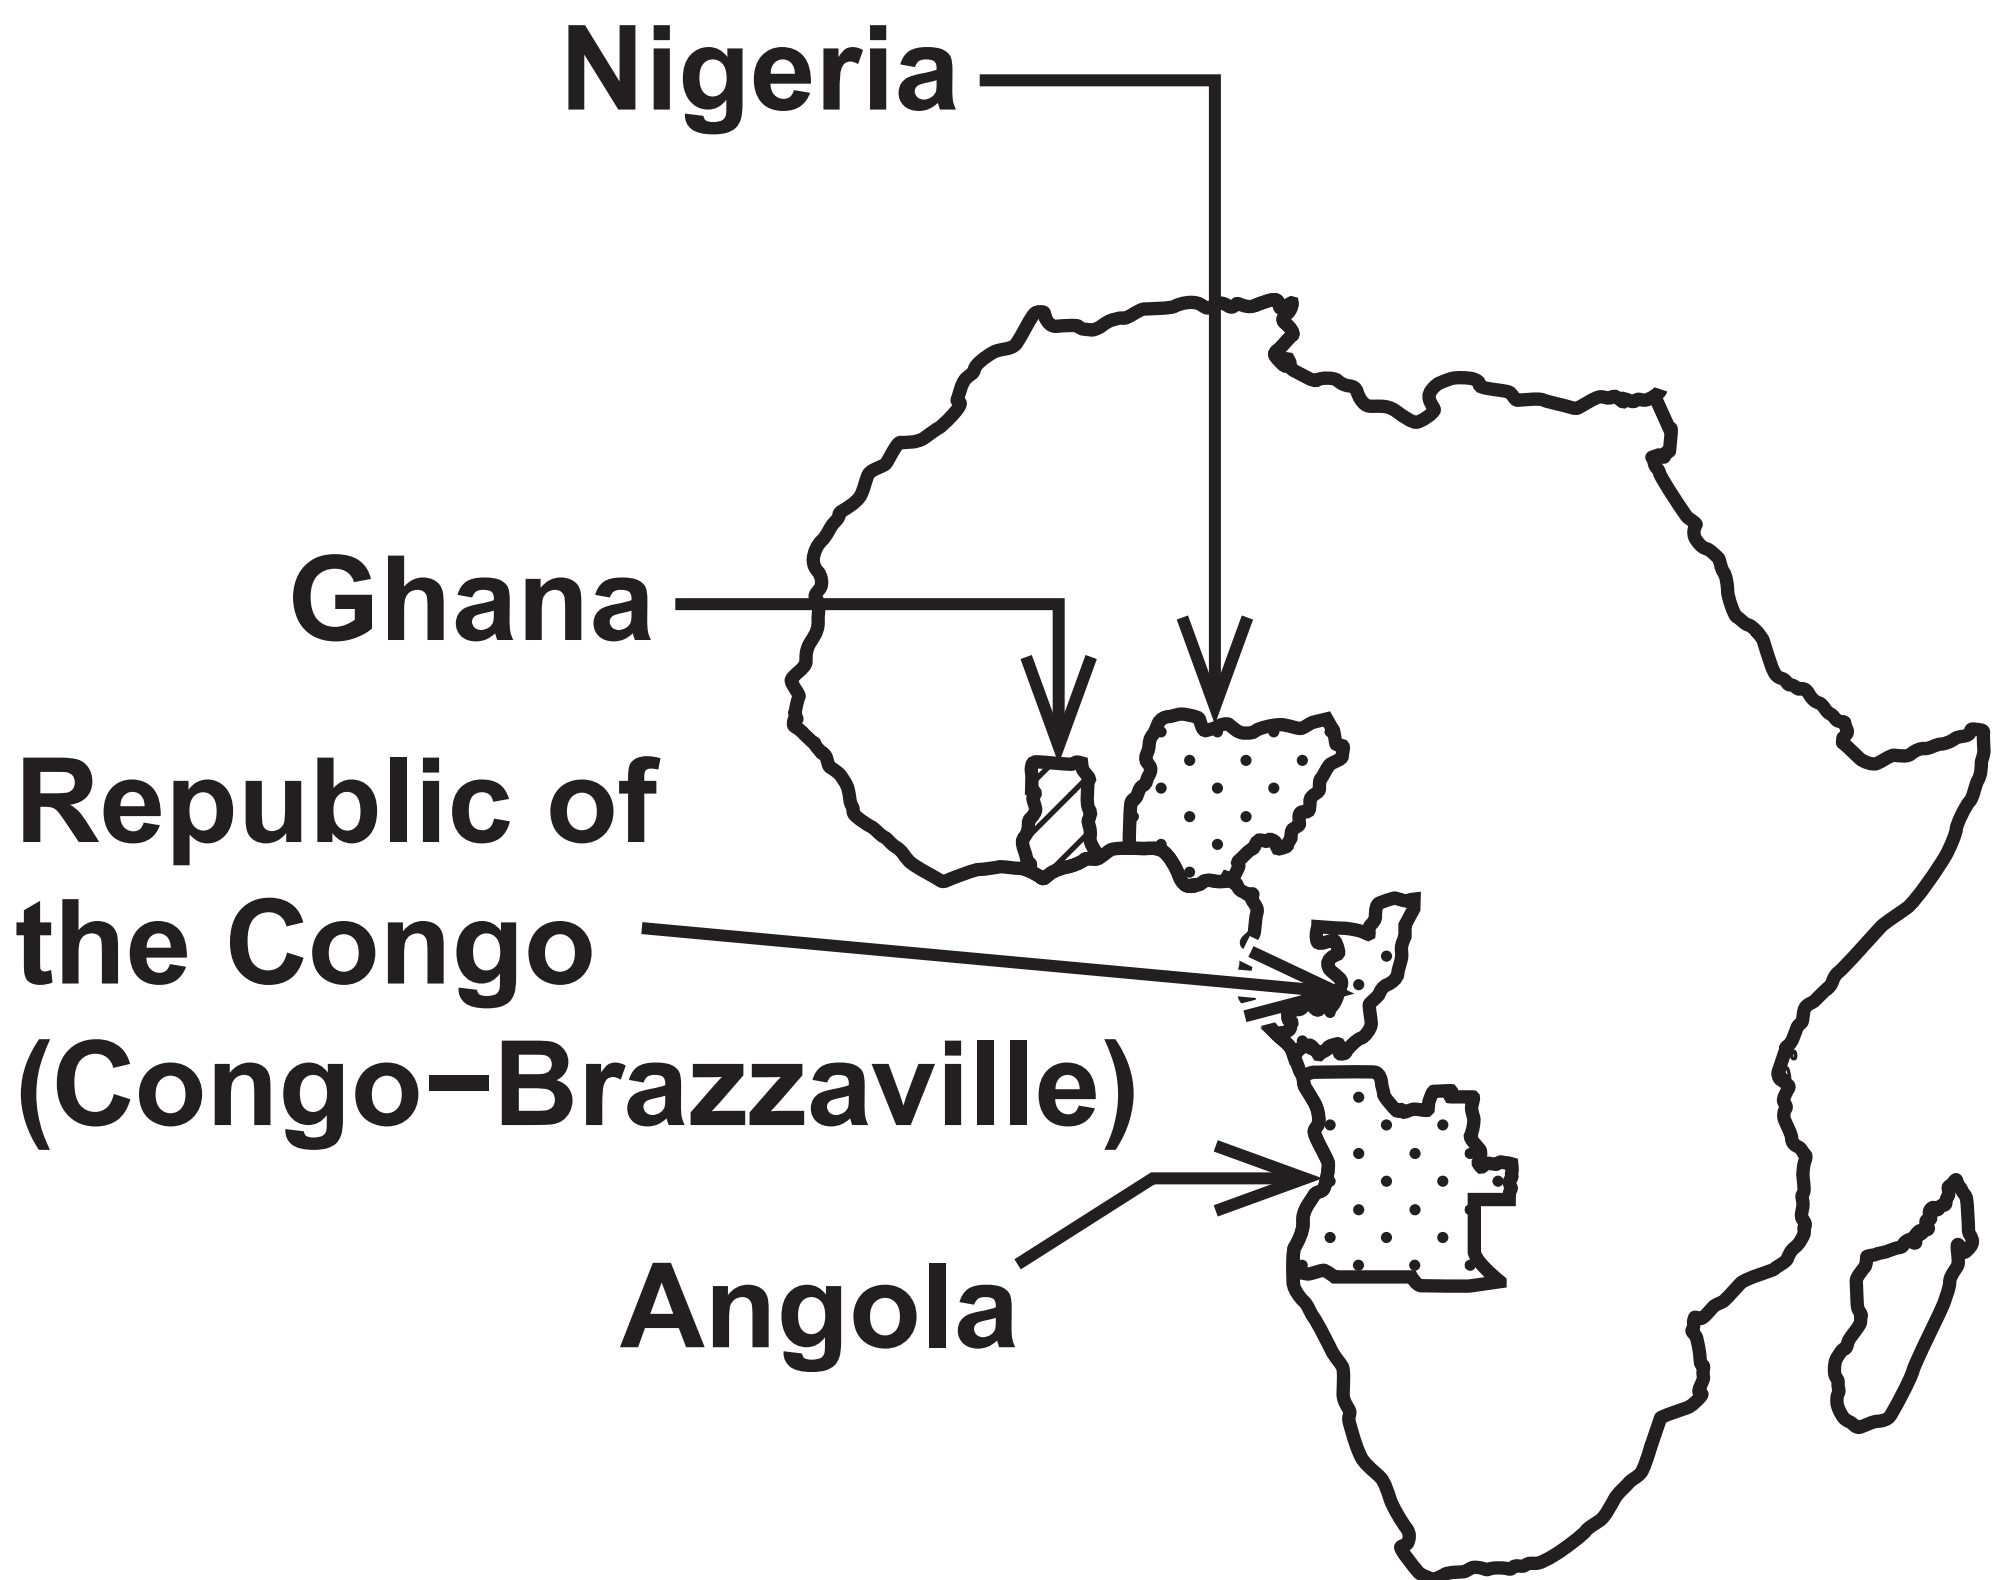 Nigeria
Ghana
Republic of
the Congo
(Congo−Brazzaville)
Angola